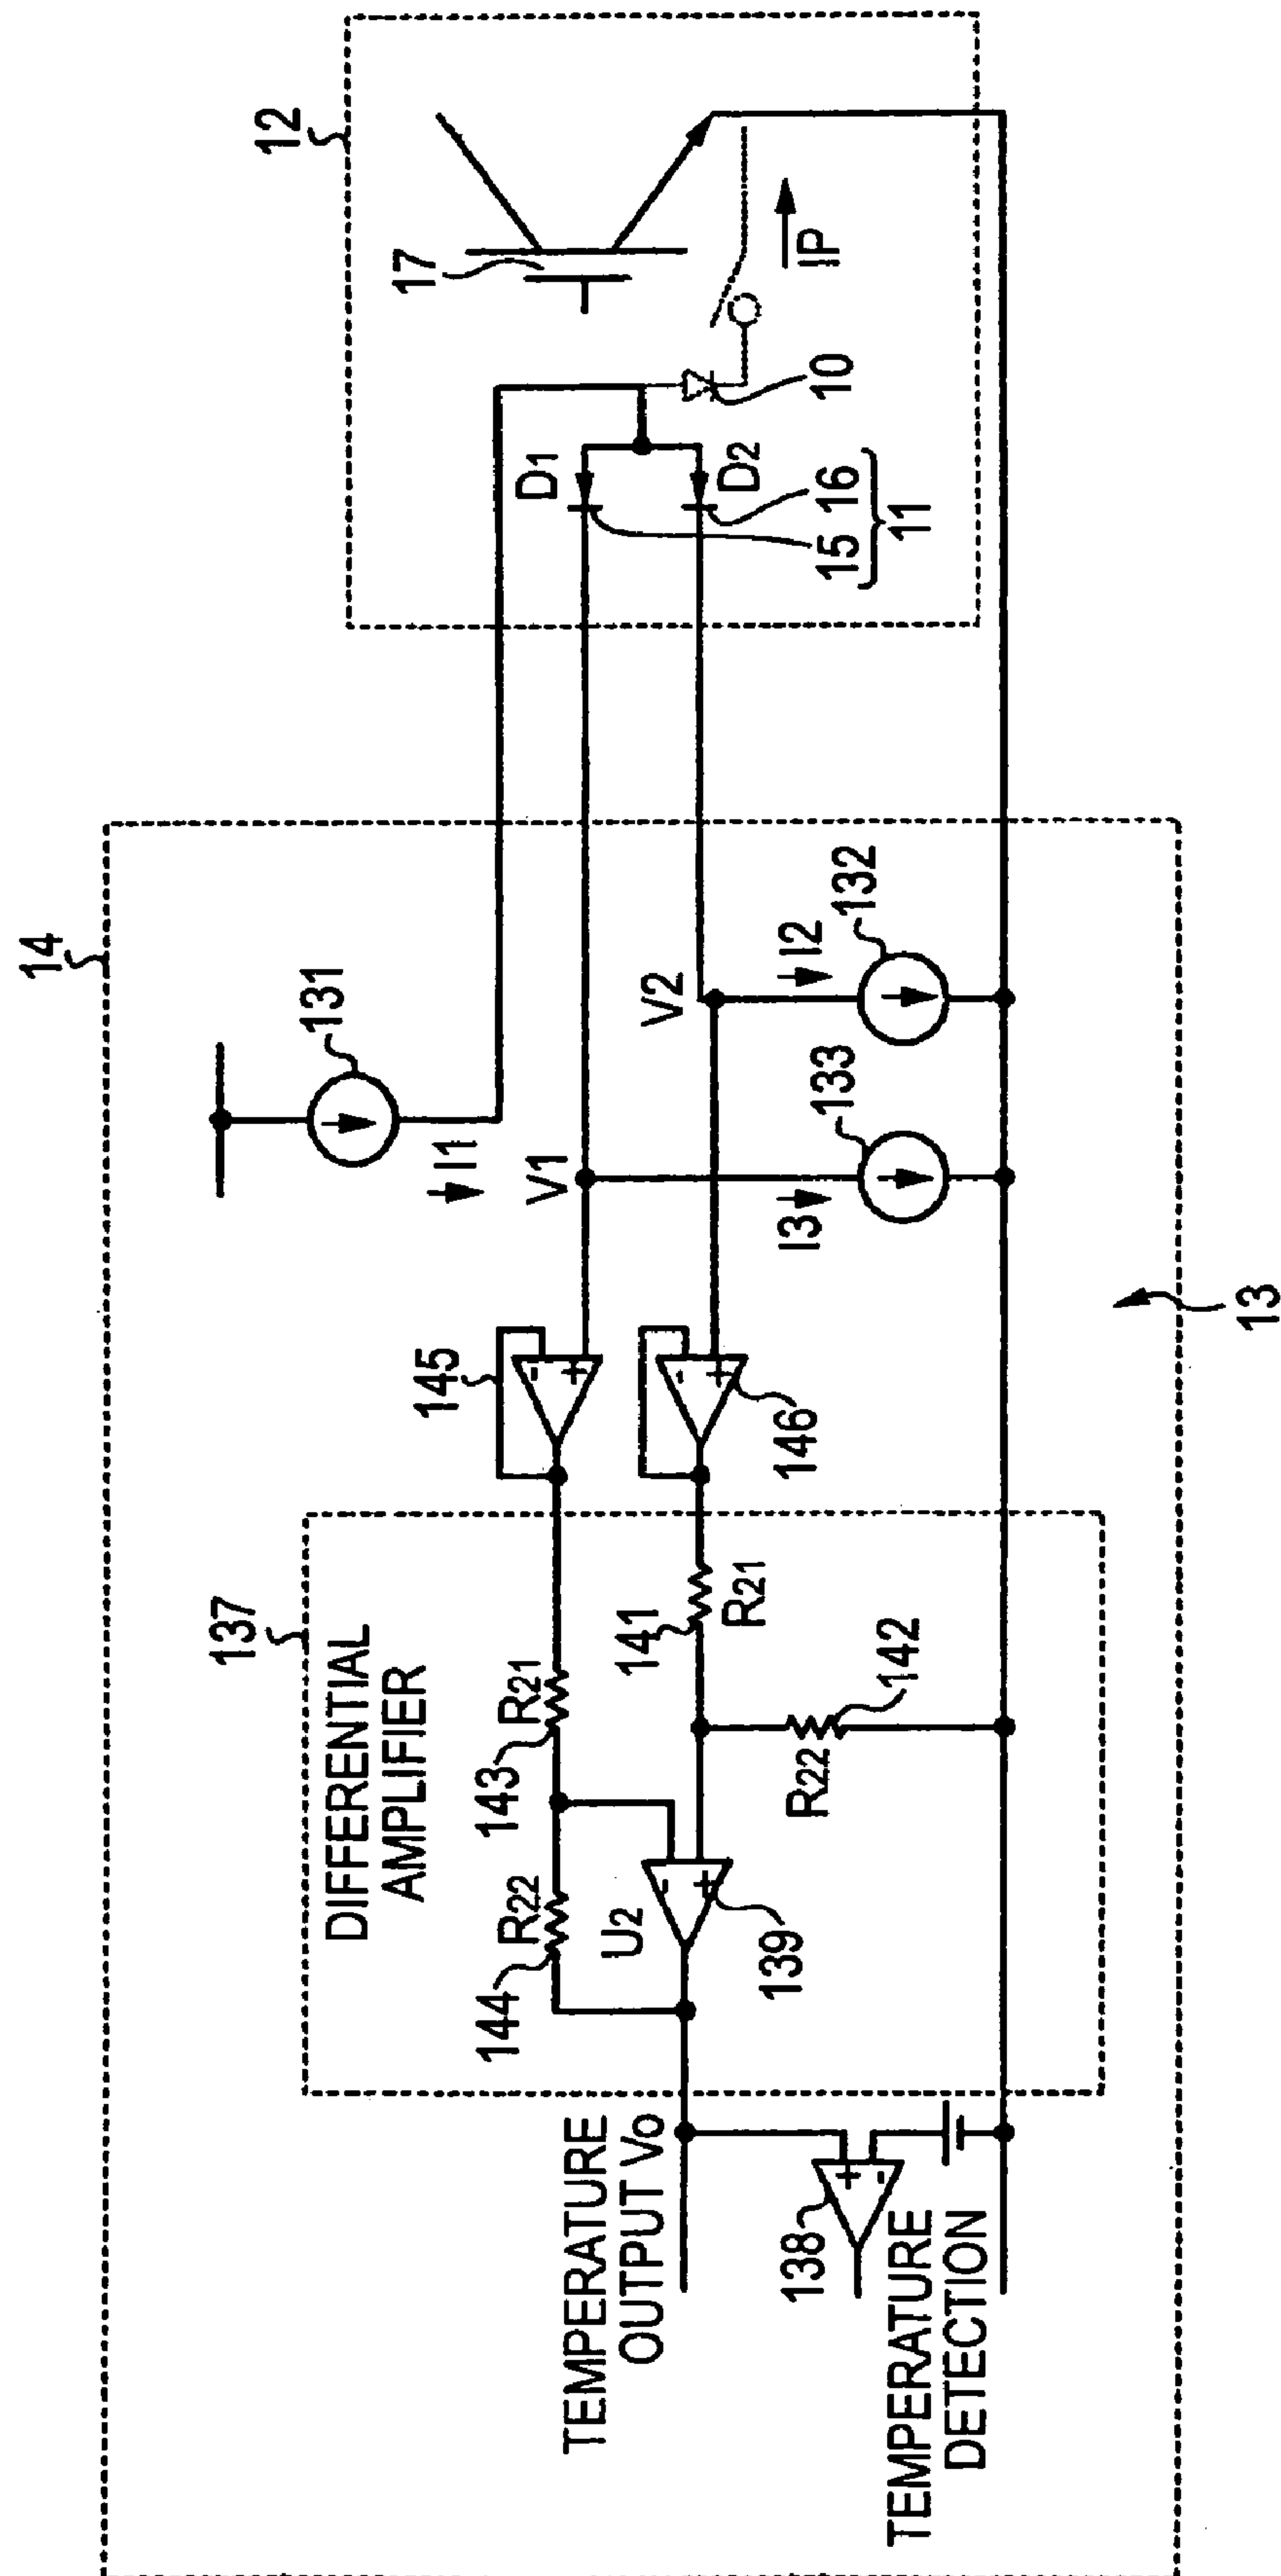 14
12
131
I1
17
137
DIFFERENTIAL
AMPLIFIER
144
R22
143
R21
145
-
+
V1
D1
U2
-
+
139
141
R21
146
-
+
V2
D2
10
IP
15 16
11
R22
142
I3
133
I2
132
TEMPERATURE
OUTPUT Vo
138
+
-
TEMPERATURE
DETECTION
13